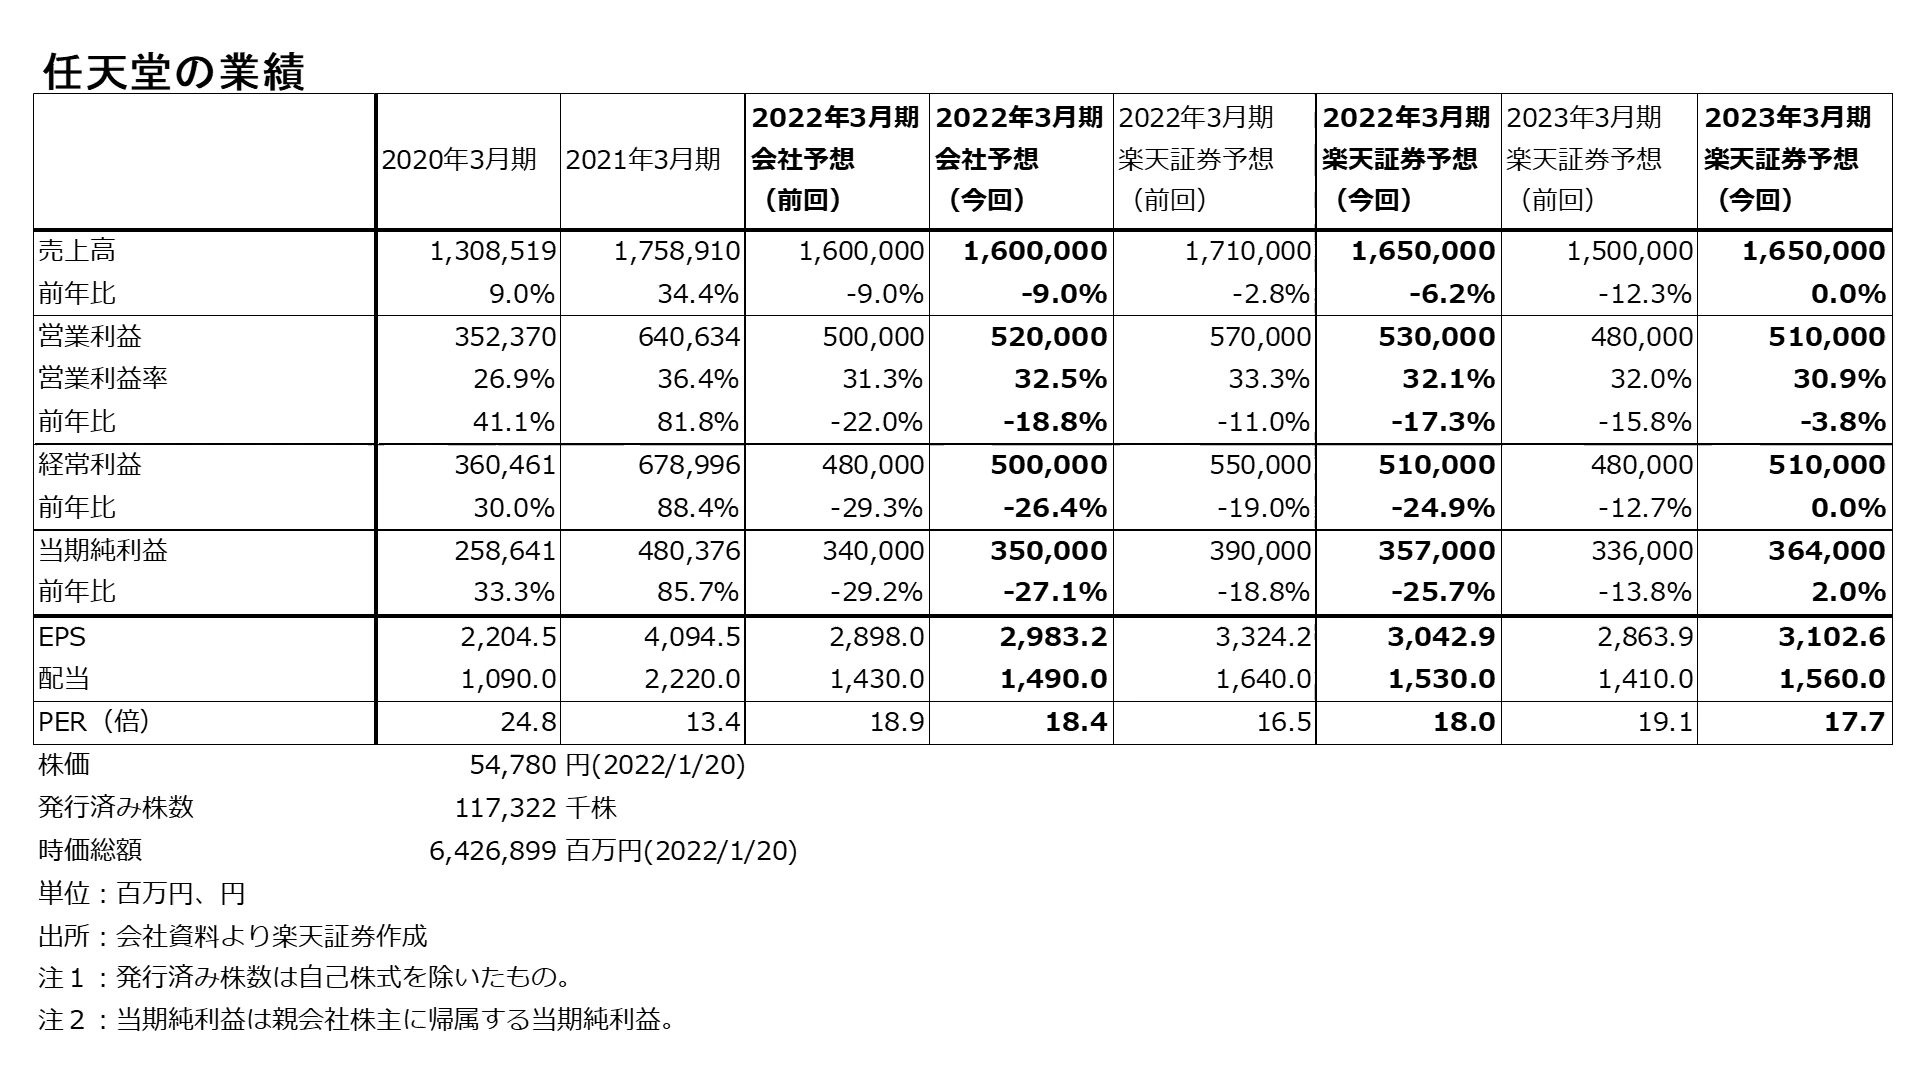 任天堂の業績
2020年3月期 2021年3月期 2022年3月期 会社予想 （前回） 2022年3月期 会社予想 （今回） 2022年3月期 楽天証券予想 （前回） 2022年3月期 楽天証券予想 （今回） 2023年3月期 楽天証券予想 （前回） 2023年3月期 楽天証券予想 （今回）
売上高 1,308,519 1,758,910 1,600,000 1,600,000 1,710,000 1,650,000 1,500,000 1,650,000
前年比 9.0% 34.4% -9.0% -9.0% -2.8% -6.2% -12.3% 0.0%
営業利益 352,370 640,634 500,000 520,000 570,000 530,000 480,000 510,000
営業利益率 26.9% 36.4% 31.3% 32.5% 33.3% 32.1% 32.0% 30.9%
前年比 41.1% 81.8% -22.0% -18.8% -11.0% -17.3% -15.8% -3.8%
経常利益 360,461 678,996 480,000 500,000 550,000 510,000 480,000 510,000
前年比 30.0% 88.4% -29.3% -26.4% -19.0% -24.9% -12.7% 0.0%
当期純利益 258,641 480,376 340,000 350,000 390,000 357,000 336,000 364,000
前年比 33.3% 85.7% -29.2% -27.1% -18.8% -25.7% -13.8% 2.0%
EPS 2,204.5 4,094.5 2,898.0 2,983.2 3,324.2 3,042.9 2,863.9 3,102.6
配当 1,090.0 2,220.0 1,430.0 1,490.0 1,640.0 1,530.0 1,410.0 1,560.0
PER（倍） 24.8 13.4 18.9 18.4 16.5 18.0 19.1 17.7
株価 54,780 円(2022/1/20)
発行済み株数 117,322 千株
時価総額 6,426,899 百万円(2022/1/20)
単位：百万円、円
出所：会社資料より楽天証券作成
注１：発行済み株数は自己株式を除いたもの。
注２：当期純利益は親会社株主に帰属する当期純利益。